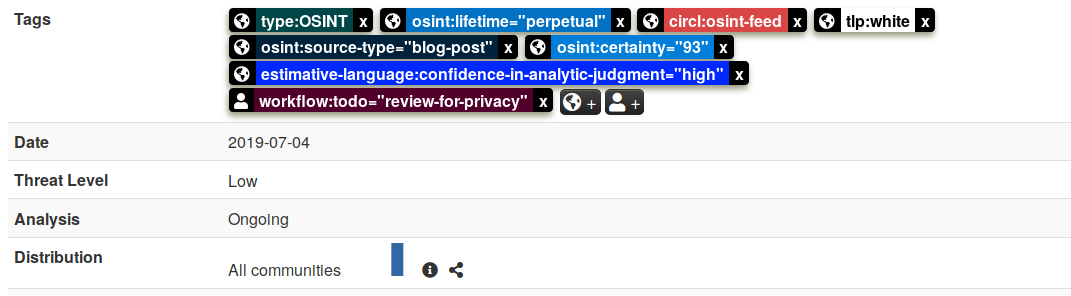 Tags type:OSINT x osint:lifetime="perpetual" x circl:osint-feed x tlp:white x
osint:source-type="blog-post" x osint:certainty="93" x
estimative-language:confidence-in-analytic-judgment="high" x
workflow:todo="review-for-privacy" x + +
Date 2019-07-04
Threat Level Low
Analysis Ongoing
Distribution All communities